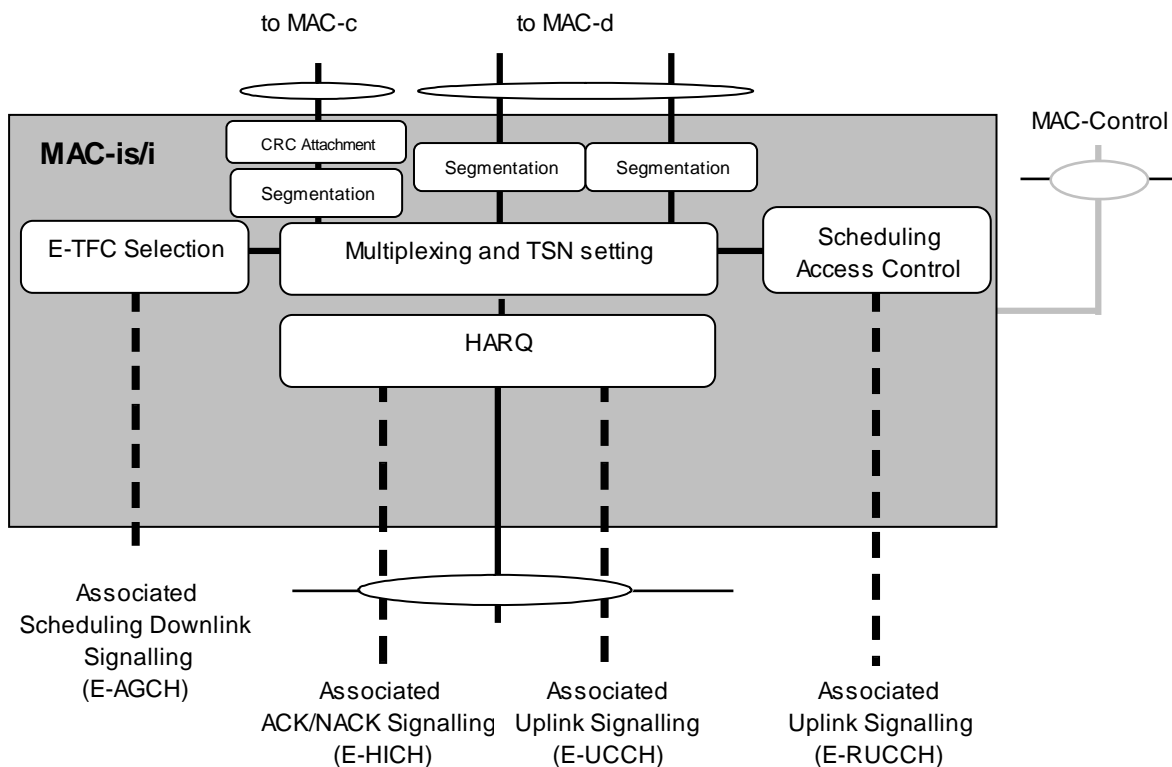 to MAC-c
to MAC-d
MAC-Control
MAC-is/i
CRC Attachment
Segmentation
Segmentation
Segmentation
E-TFC Selection
Multiplexing and TSN setting
Scheduling
Access Control
HARQ
Associated
Scheduling Downlink
Signalling
(E-AGCH)
Associated
ACK/NACK Signalling
(E-HICH)
Associated
Uplink Signalling
(E-UCCH)
Associated
Uplink Signalling
(E-RUCCH)